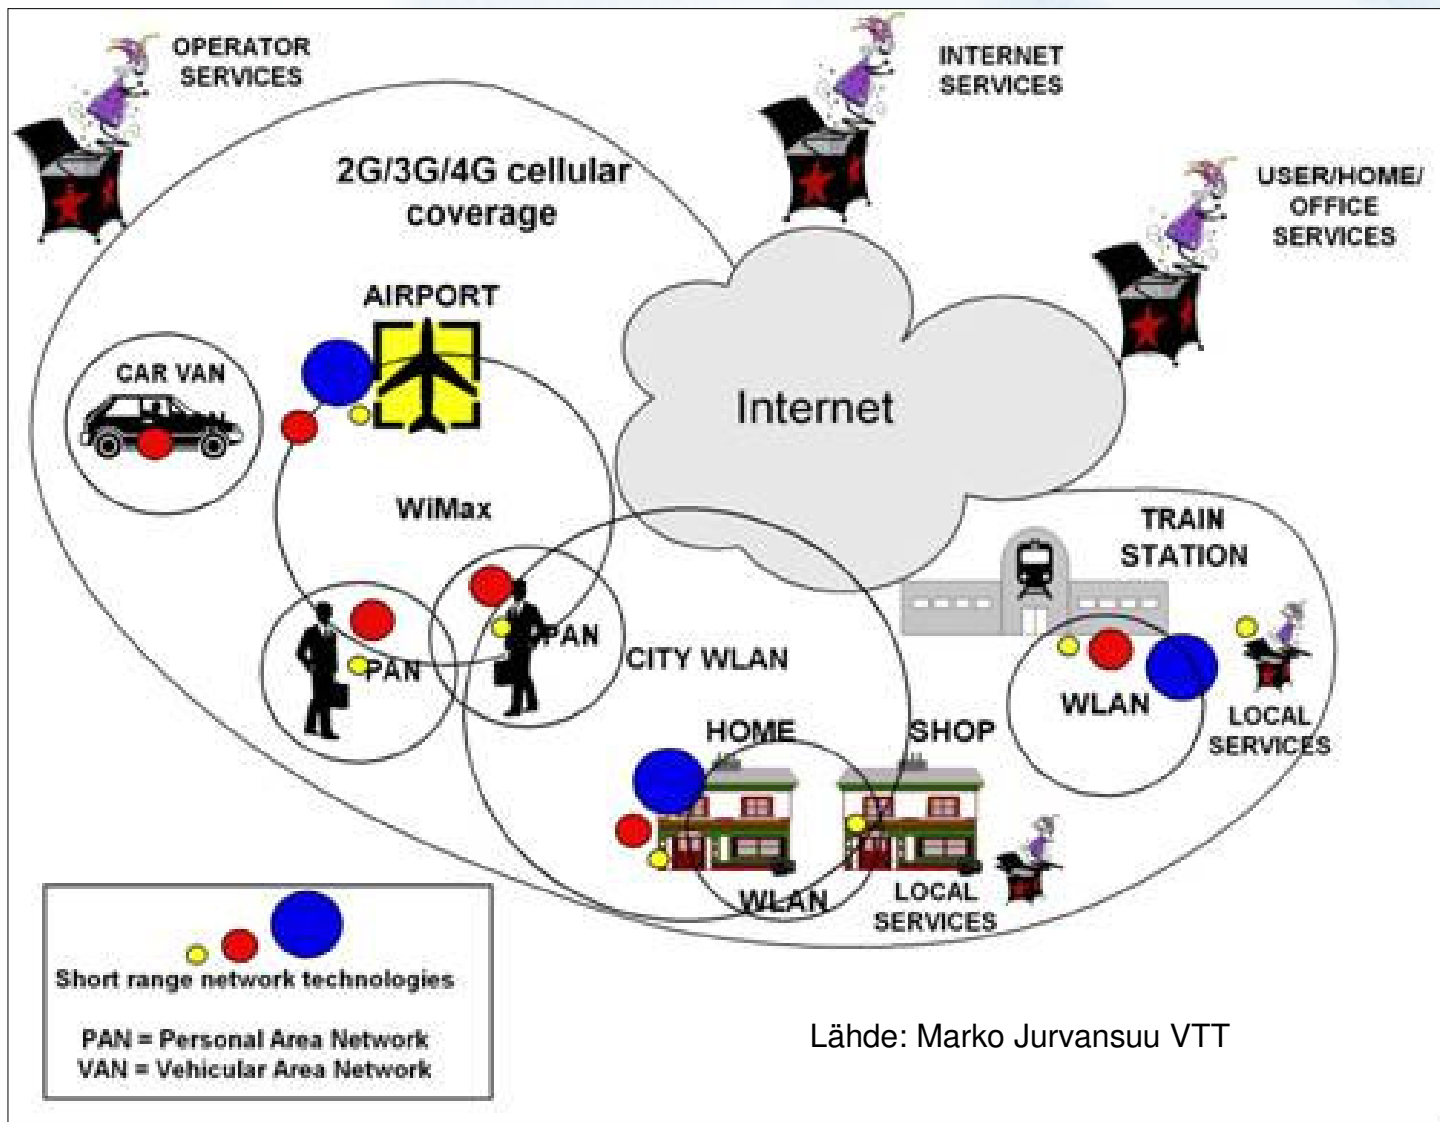 OPERATOR
SERVICES
INTERNET
SERVICES
USER/HOME/
OFFICE
SERVICES
2G/3G/4G cellular
coverage
AIRPORT
CAR VAN
Internet
WiMax
TRAIN
STATION
PAN
PAN
CITY WLAN
WLAN
LOCAL
SERVICES
HOME
SHOP
WLAN
LOCAL
SERVICES
Short range network technologies
PAN = Personal Area Network
VAN = Vehicular Area Network
Lähde: Marko Jurvansuu VTT